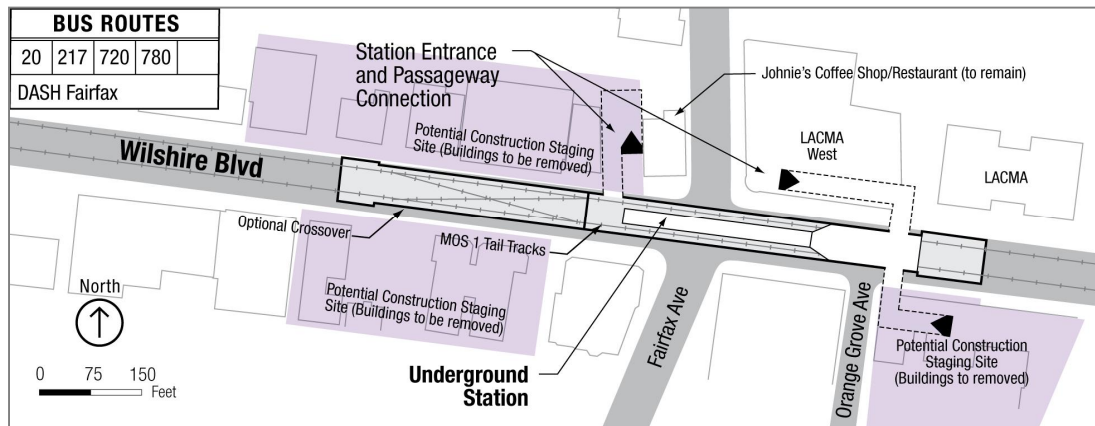 BUS ROUTES
20 217 720 780
DASH Fairfax
Station Entrance
and Passageway
Connection
Johnie's Coffee Shop/Restaurant (to remain)
Potential Construction Staging
Site (Buildings to be removed)
LACMA
West
LACMA
Wilshire Blvd
Optional Crossover
MOS 1 Tail Tracks
North
Potential Construction Staging
Site (Buildings to be removed)
Fairfax Ave
Orange Grove Ave
Potential Construction
Staging Site
(Buildings to removed)
0 75 150
Feet
Underground
Station